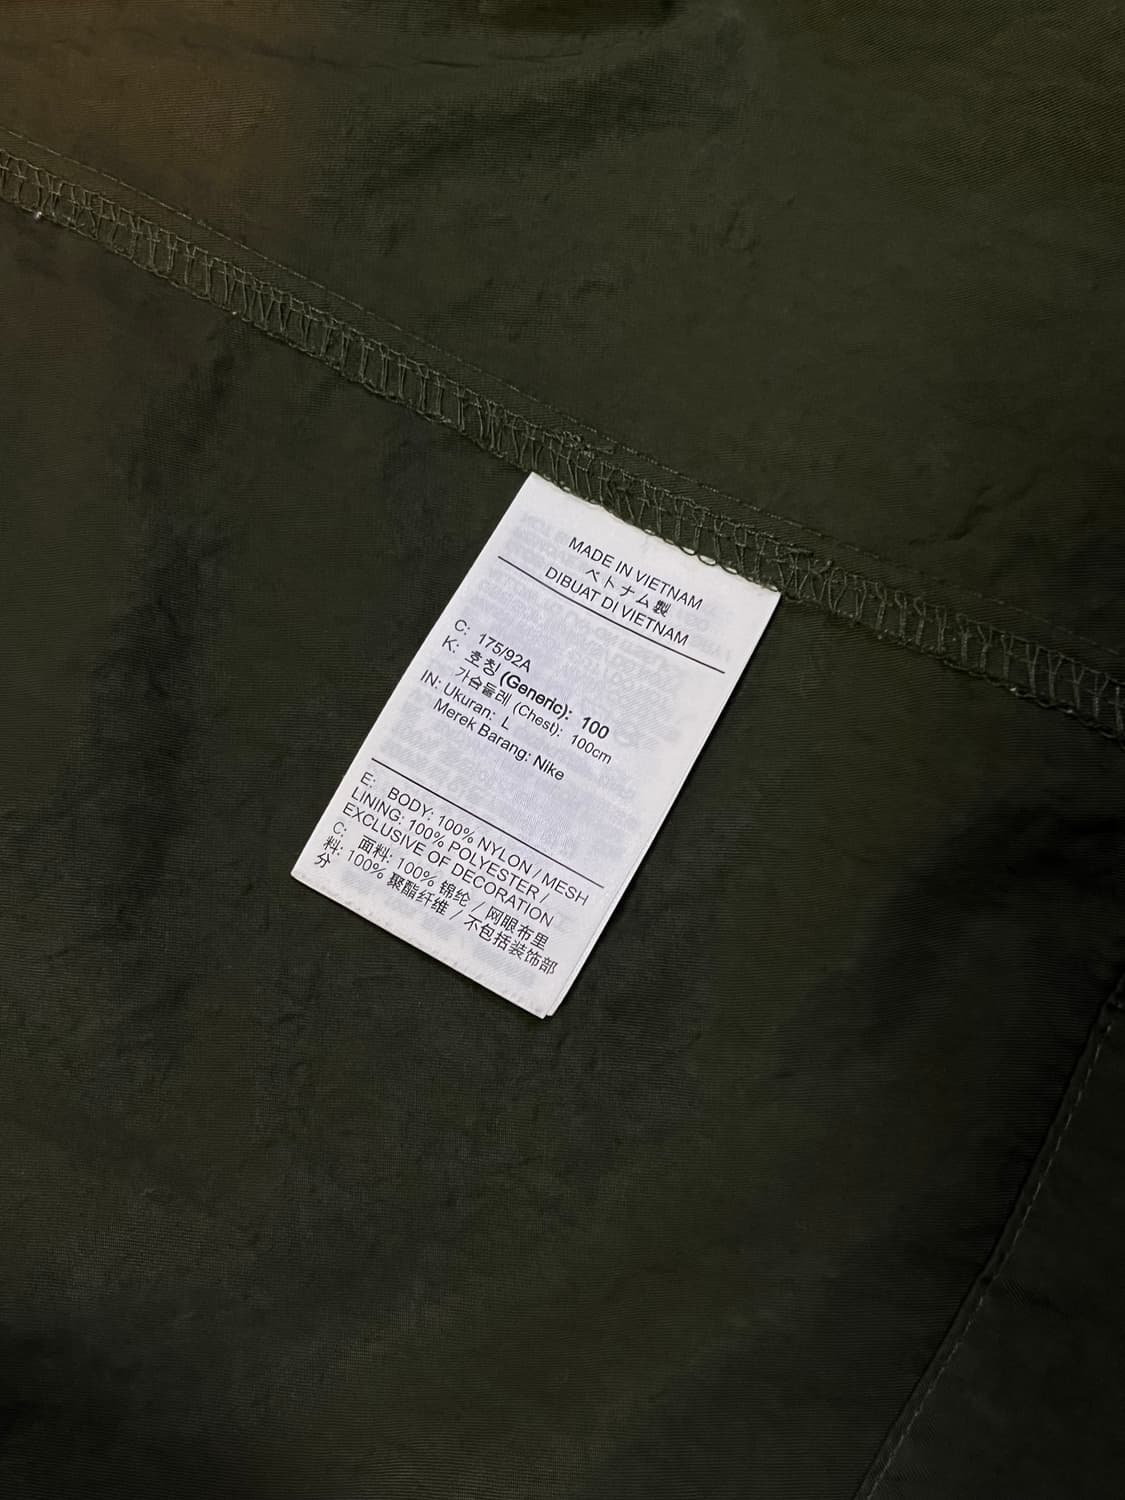 MADE IN VIETNAM
ベトナム製
DIBUAT DI VIETNAM
C: 175/92A
K: 호칭 (Generic): 100
가슴둘레 (Chest): 100cm
IN: Ukuran: L
Merek Barang: Nike
E: BODY: 100% NYLON / MESH
LINING: 100% POLYESTER /
EXCLUSIVE OF DECORATION
C: 面料: 100% 锦纶 / 网眼布里
料: 100% 聚酯纤维 / 不包括装饰部
分